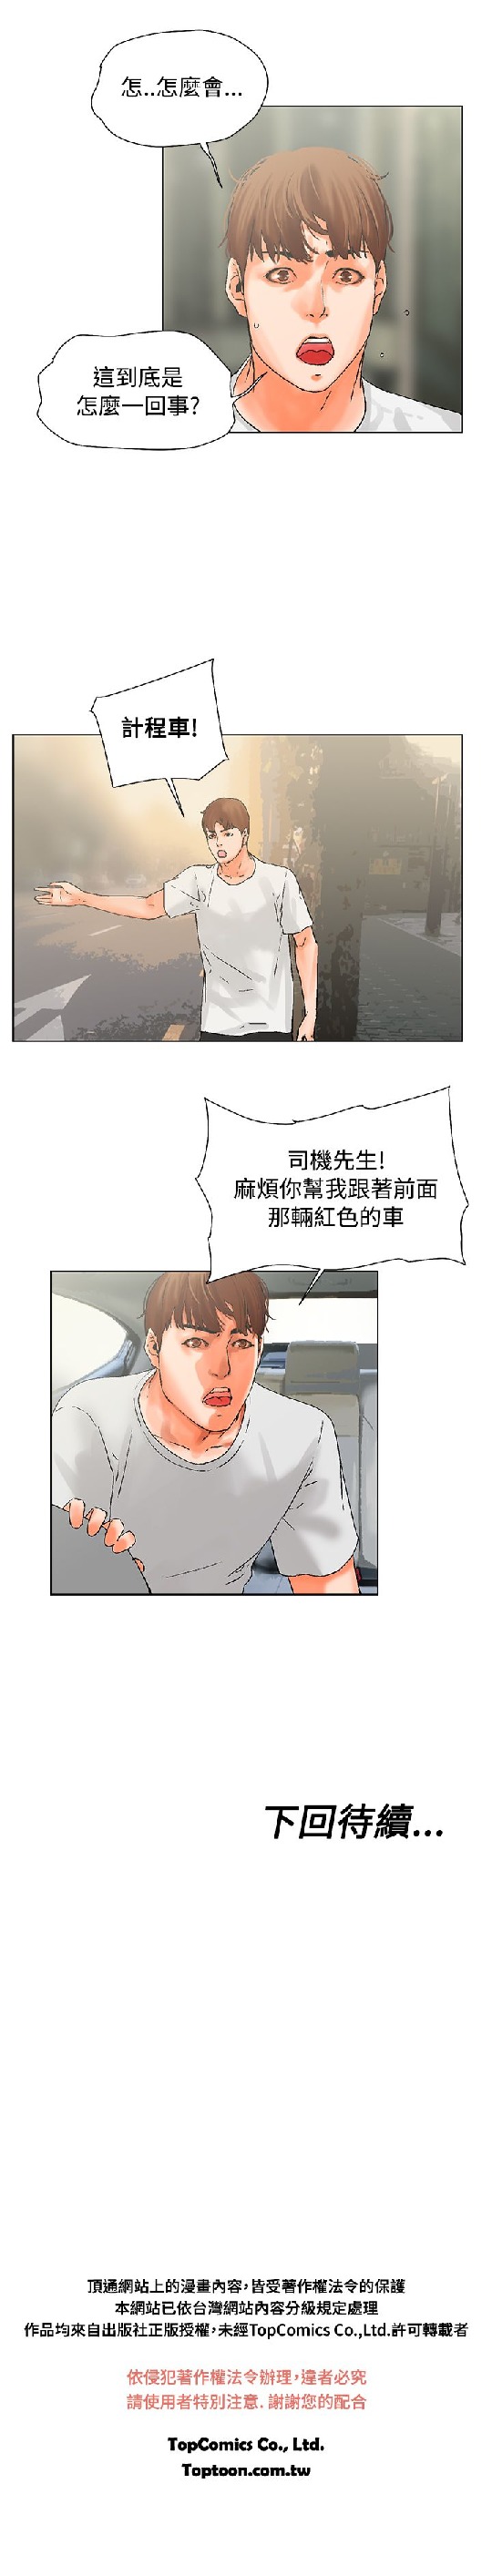 怎..怎麼會...
這到底是
怎麼一回事?
計程車!
司機先生!
麻煩你幫我跟著前面
那輛紅色的車
下回待續...
頂通網站上的漫畫內容,皆受著作權法令的保護
本網站已依台灣網站內容分級規定處理
作品均來自出版社正版授權,未經TopComics Co.,Ltd.許可轉載者
依侵犯著作權法令辦理,違者必究
請使用者特別注意. 謝謝您的配合
TopComics Co., Ltd.
Toptoon.com.tw